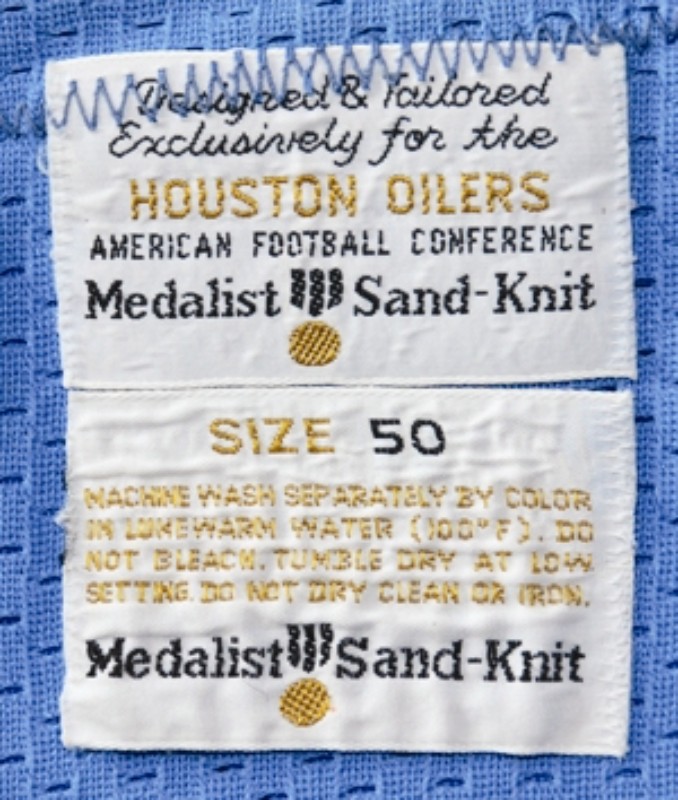 Designed & Tailored
Exclusively for the
HOUSTON OILERS
AMERICAN FOOTBALL CONFERENCE
Medalist Sand-Knit
SIZE 50
MACHINE WASH SEPARATELY BY COLOR
IN LUKEWARM WATER (100°F). DO
NOT BLEACH. TUMBLE DRY AT LOW
SETTING. DO NOT DRY CLEAN OR IRON.
Medalist Sand-Knit